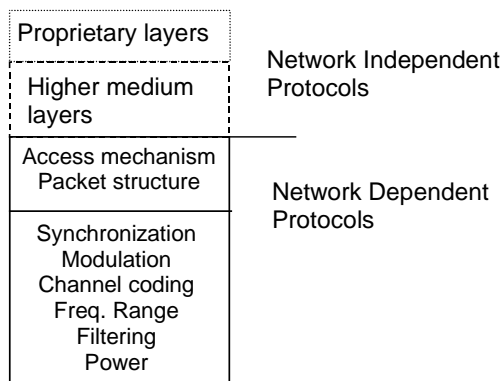 Proprietary layers
Network Independent
Protocols
Higher medium
layers
Access mechanism
Packet structure
Network Dependent
Protocols
Synchronization
Modulation
Channel coding
Freq. Range
Filtering
Power